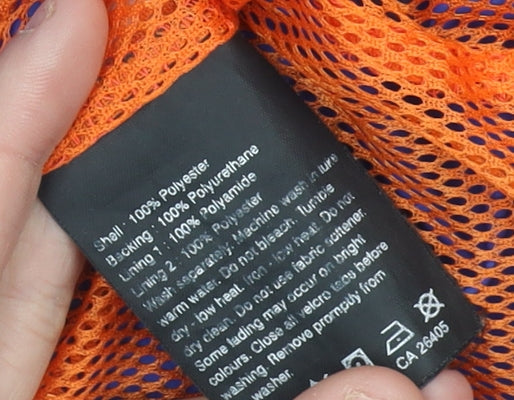 Shell : 100% Polyester
Backing : 100% Polyurethane
Lining 1 : 100% Polyamide
Lining 2 : 100% Polyester
Wash separately. Machine wash in lure
warm water. Do not bleach. Tumble
dry - low heat. Iron - low heat. Do not
dry clean. Do not use fabric softener.
Some fading may occur on bright
colours. Close all velcro tabs before
washing. Remove promptly from
washer.
CA 26405